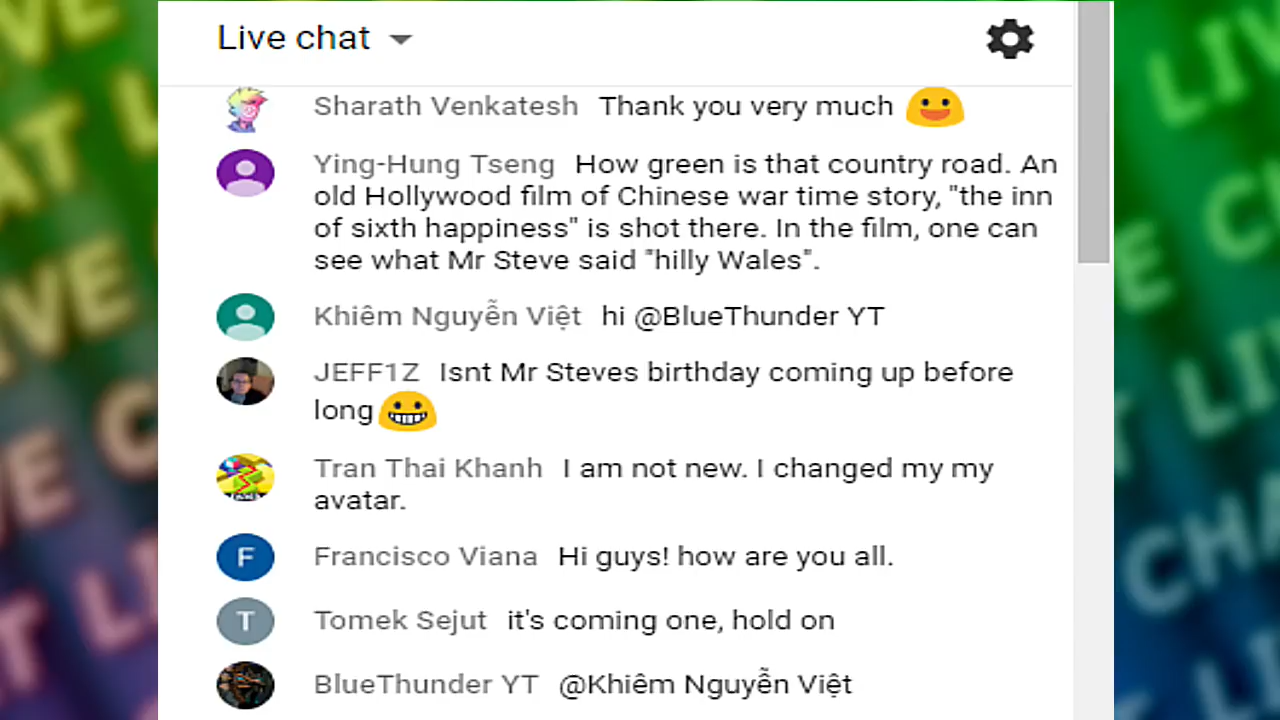 Live chat
Sharath Venkatesh Thank you very much
Ying-Hung Tseng How green is that country road. An
old Hollywood film of Chinese war time story, "the inn
of sixth happiness" is shot there. In the film, one can
see what Mr Steve said "hilly Wales".
Khiêm Nguyễn Việt hi @BlueThunder YT
JEFF1Z Isnt Mr Steves birthday coming up before
long
Tran Thai Khanh I am not new. I changed my my
avatar.
F Francisco Viana Hi guys! how are you all.
T Tomek Sejut it's coming one, hold on
BlueThunder YT @Khiêm Nguyễn Việt